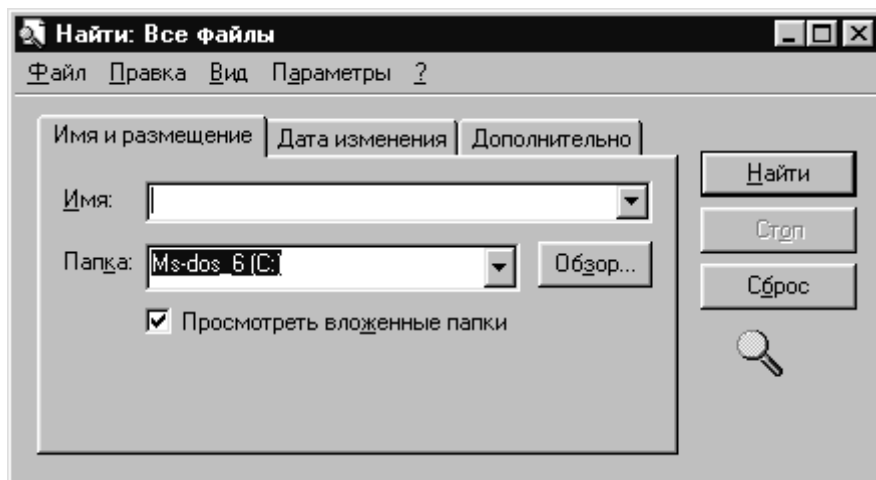 Найти: Все файлы
Файл Правка Вид Параметры ?
Имя и размещение Дата изменения Дополнительно
Имя:
Папка: Ms-dos_6 (C:) Обзор...
Просмотреть вложенные папки
Найти
Стоп
Сброс